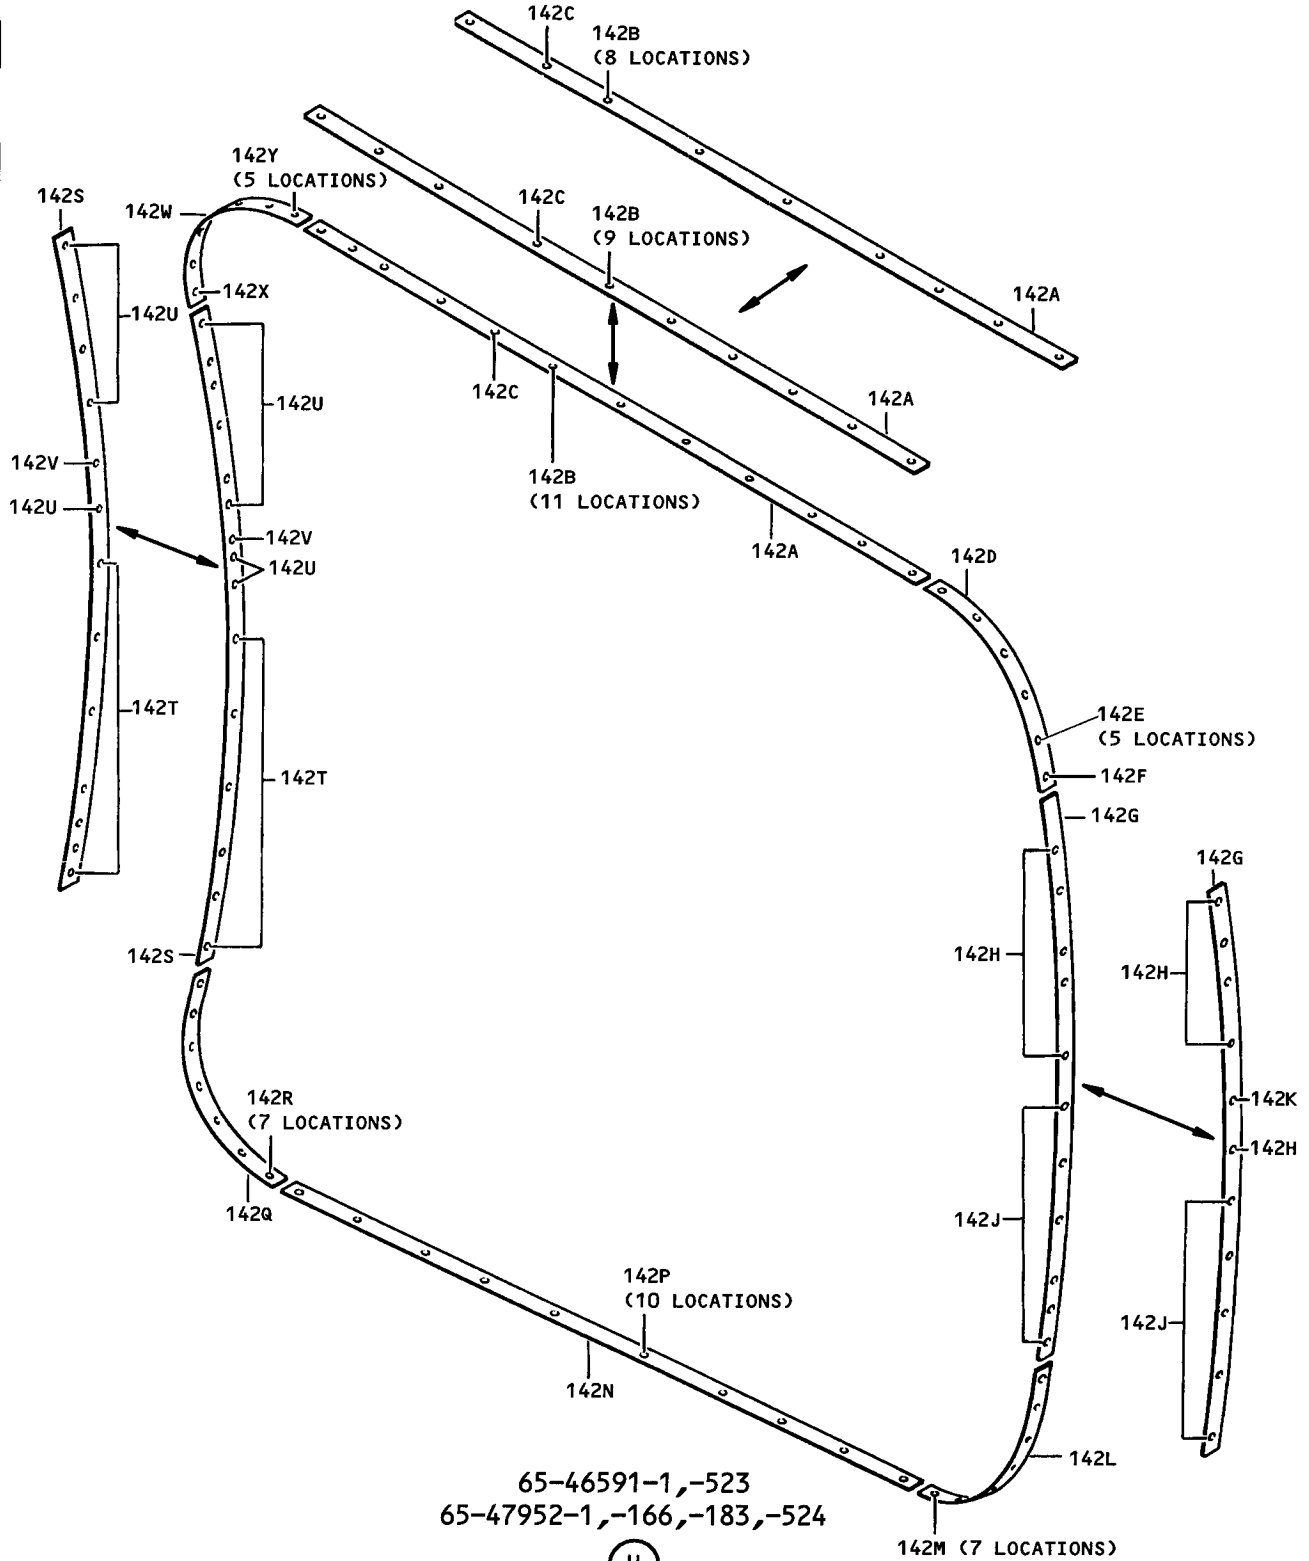 142C
142B
(8 LOCATIONS)
142Y
(5 LOCATIONS)
142S
142W
142C
142B
(9 LOCATIONS)
142X
142A
142U
142U
142C
142A
142V
142B
(11 LOCATIONS)
142U
142V
142A
142D
142U
142T
142E
(5 LOCATIONS)
142T
142F
142G
142G
142S
142H
142H
142R
(7 LOCATIONS)
142K
142H
142Q
142J
142P
(10 LOCATIONS)
142J
142N
142L
65-46591-1,-523
65-47952-1,-166,-183,-524
142M (7 LOCATIONS)